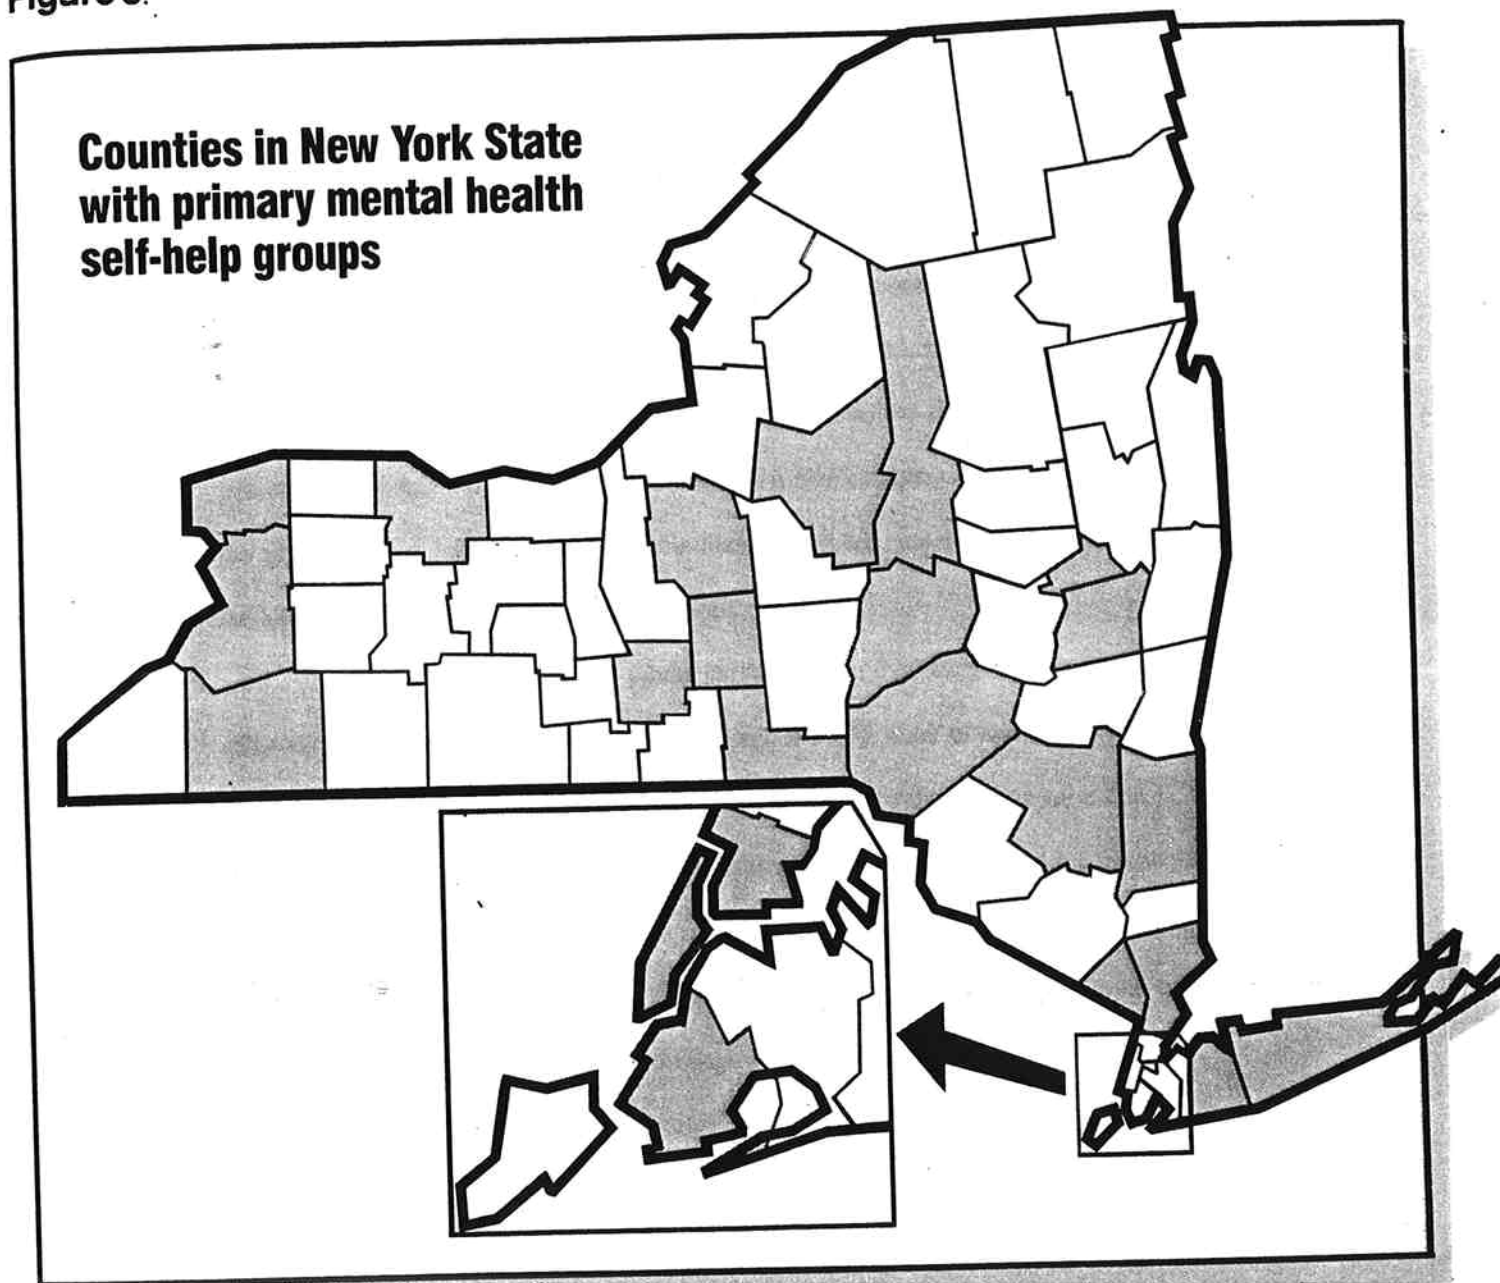 Counties in New York State
with primary mental health
self-help groups